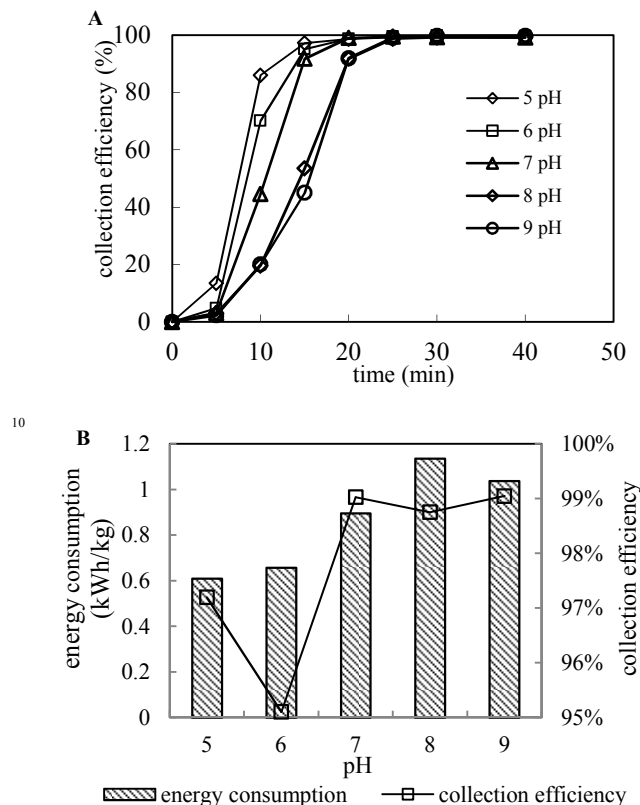 A
100
80
60
40
20
0
collection efficiency (%)
5 pH
6 pH
7 pH
8 pH
9 pH
0 10 20 30 40 50
time (min)
10
B
1.2
1
0.8
0.6
0.4
0.2
0
energy consumption
(kWh/kg)
100%
99%
98%
97%
96%
95%
collection efficiency
5 6 7 8 9
pH
energy consumption collection efficiency